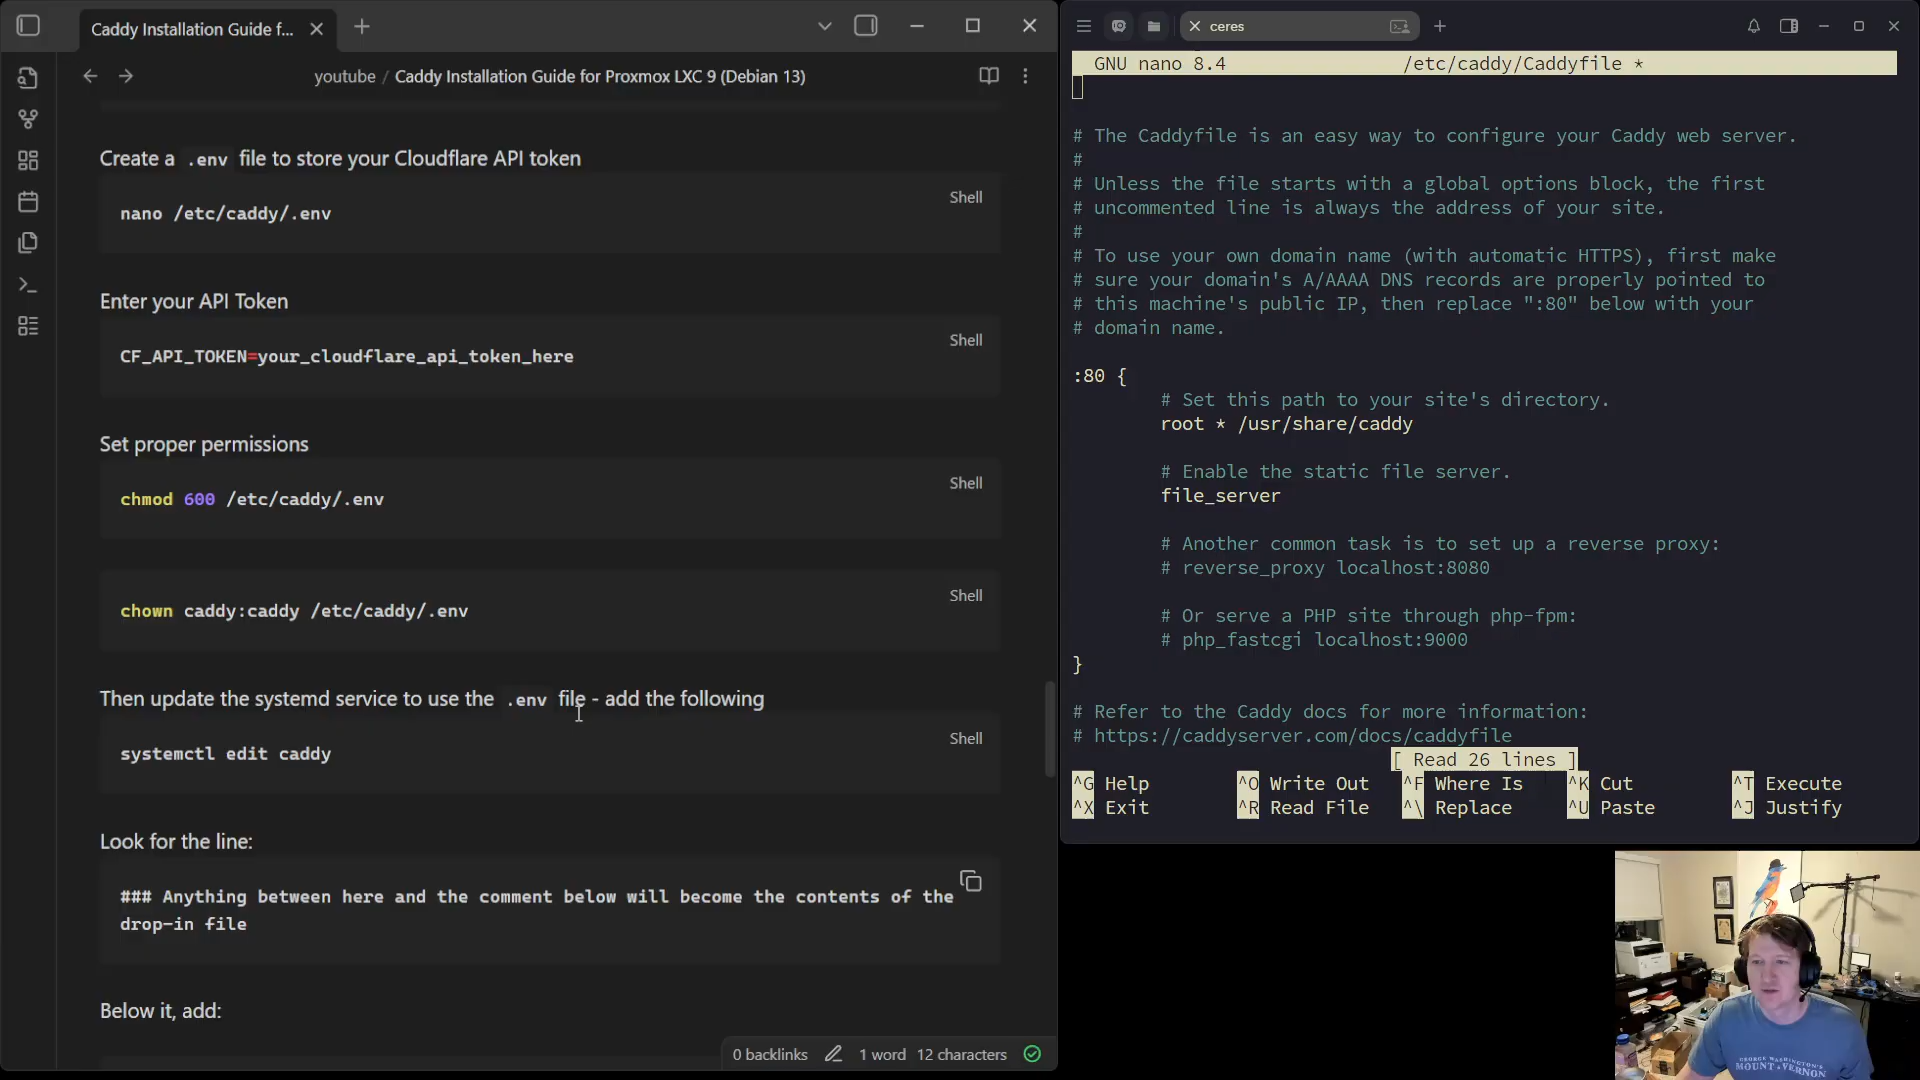 Caddy Installation Guide f...
youtube / Caddy Installation Guide for Proxmox LXC 9 (Debian 13)
Create a .env file to store your Cloudflare API token
Shell
nano /etc/caddy/.env
Enter your API Token
Shell
CF_API_TOKEN=your_cloudflare_api_token_here
Set proper permissions
Shell
chmod 600 /etc/caddy/.env
Shell
chown caddy:caddy /etc/caddy/.env
Then update the systemd service to use the .env file - add the following
Shell
systemctl edit caddy
Look for the line:
### Anything between here and the comment below will become the contents of the
drop-in file
Below it, add:
0 backlinks 1 word 12 characters
ceres
GNU nano 8.4 /etc/caddy/Caddyfile *
# The Caddyfile is an easy way to configure your Caddy web server.
#
# Unless the file starts with a global options block, the first
# uncommented line is always the address of your site.
#
# To use your own domain name (with automatic HTTPS), first make
# sure your domain's A/AAAA DNS records are properly pointed to
# this machine's public IP, then replace ":80" below with your
# domain name.
:80 {
# Set this path to your site's directory.
root * /usr/share/caddy
# Enable the static file server.
file_server
# Another common task is to set up a reverse proxy:
# reverse_proxy localhost:8080
# Or serve a PHP site through php-fpm:
# php_fastcgi localhost:9000
}
# Refer to the Caddy docs for more information:
# https://caddyserver.com/docs/caddyfile
[ Read 26 lines ]
^G Help ^O Write Out ^F Where Is ^K Cut ^T Execute
^X Exit ^R Read File ^\ Replace ^U Paste ^J Justify
GEORGE WASHINGTON'S
MOUNT VERNON